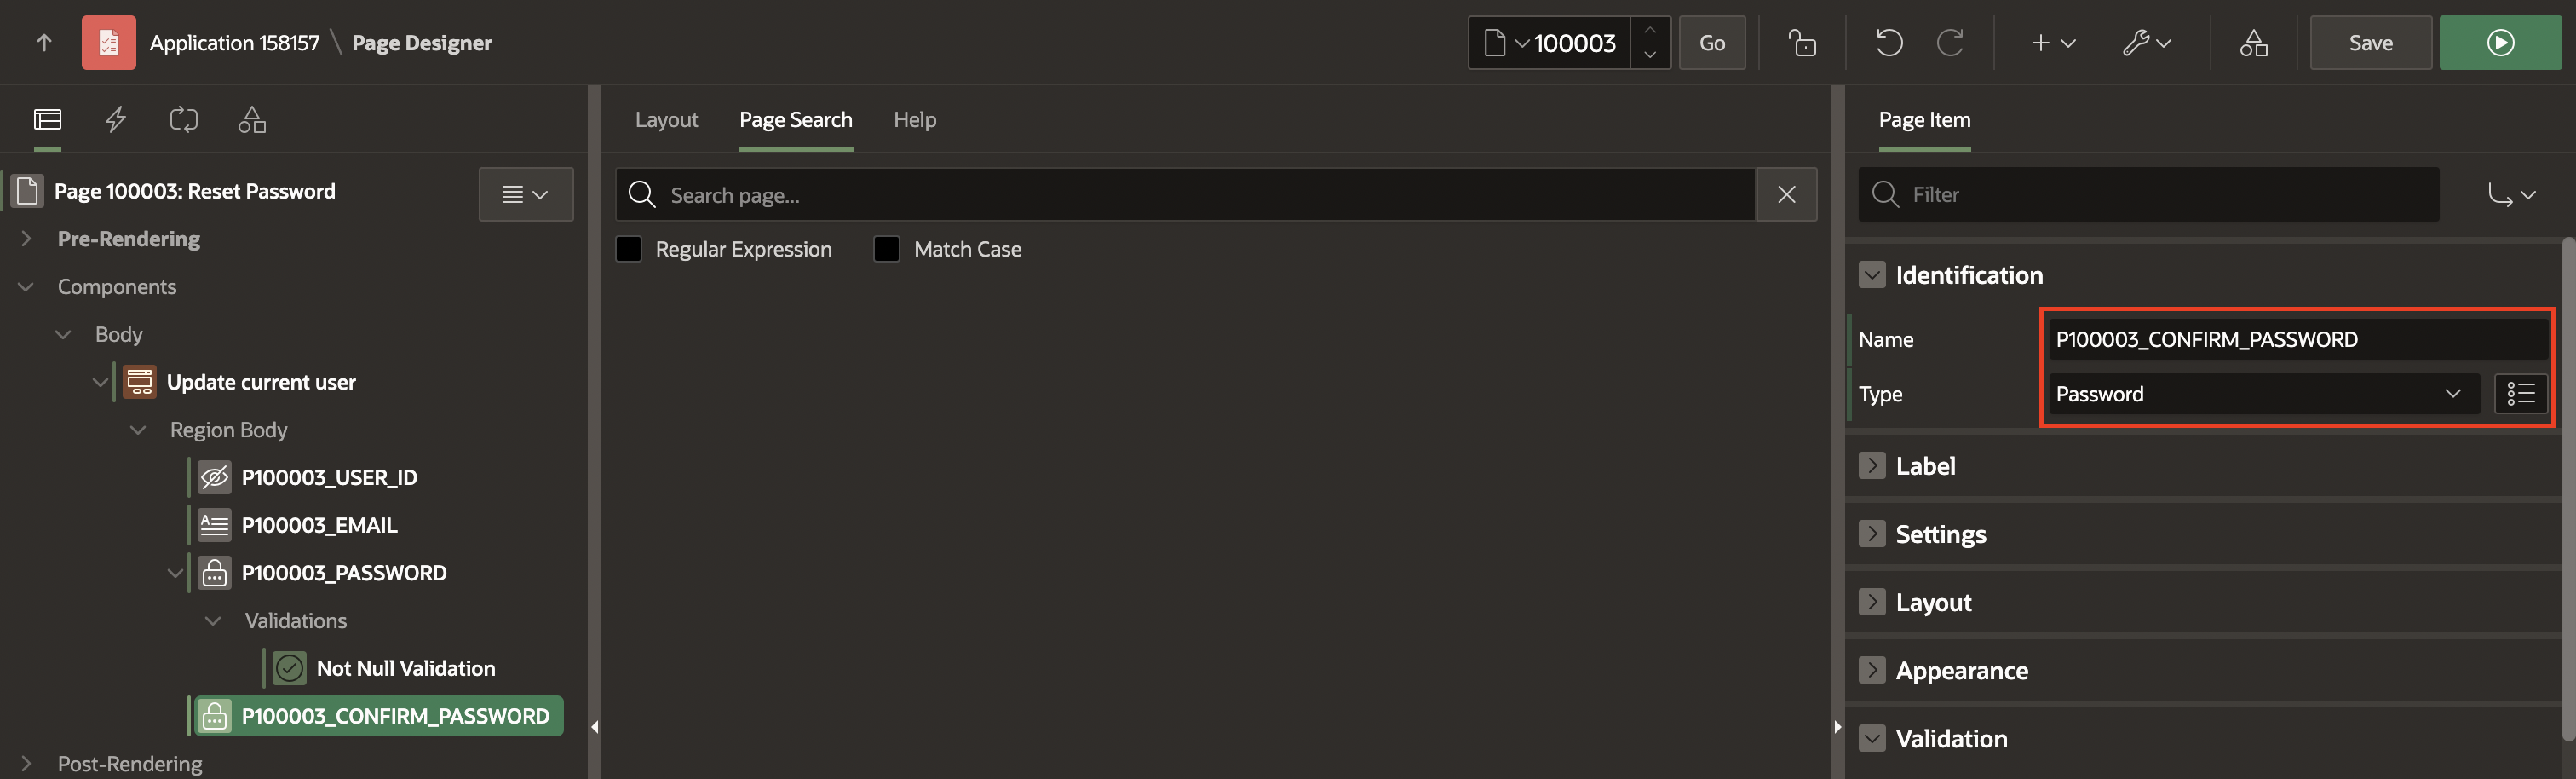 Application 158157 \ Page Designer
100003
Go
Save
Layout
Page Search
Help
Page Item
Page 100003: Reset Password
Pre-Rendering
Components
Body
Update current user
Region Body
P100003_USER_ID
P100003_EMAIL
P100003_PASSWORD
Validations
Not Null Validation
P100003_CONFIRM_PASSWORD
Post-Rendering
Search page...
Regular Expression
Match Case
Filter
Identification
Name
P100003_CONFIRM_PASSWORD
Type
Password
Label
Settings
Layout
Appearance
Validation